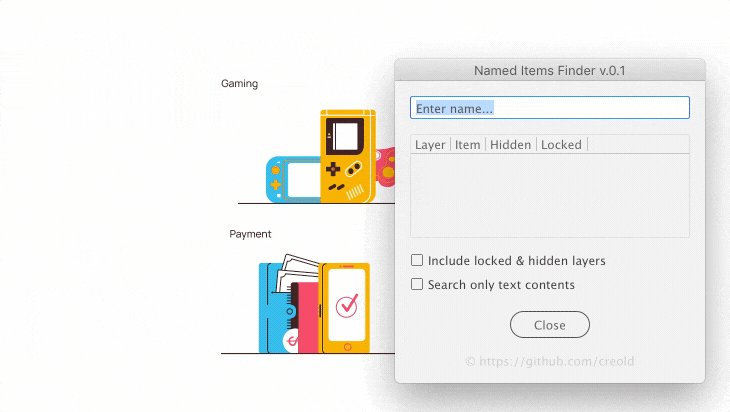 Gaming
Payment
Named Items Finder v.0.1
Enter name...
Layer Item Hidden Locked
Include locked & hidden layers
Search only text contents
Close
© https://github.com/creold